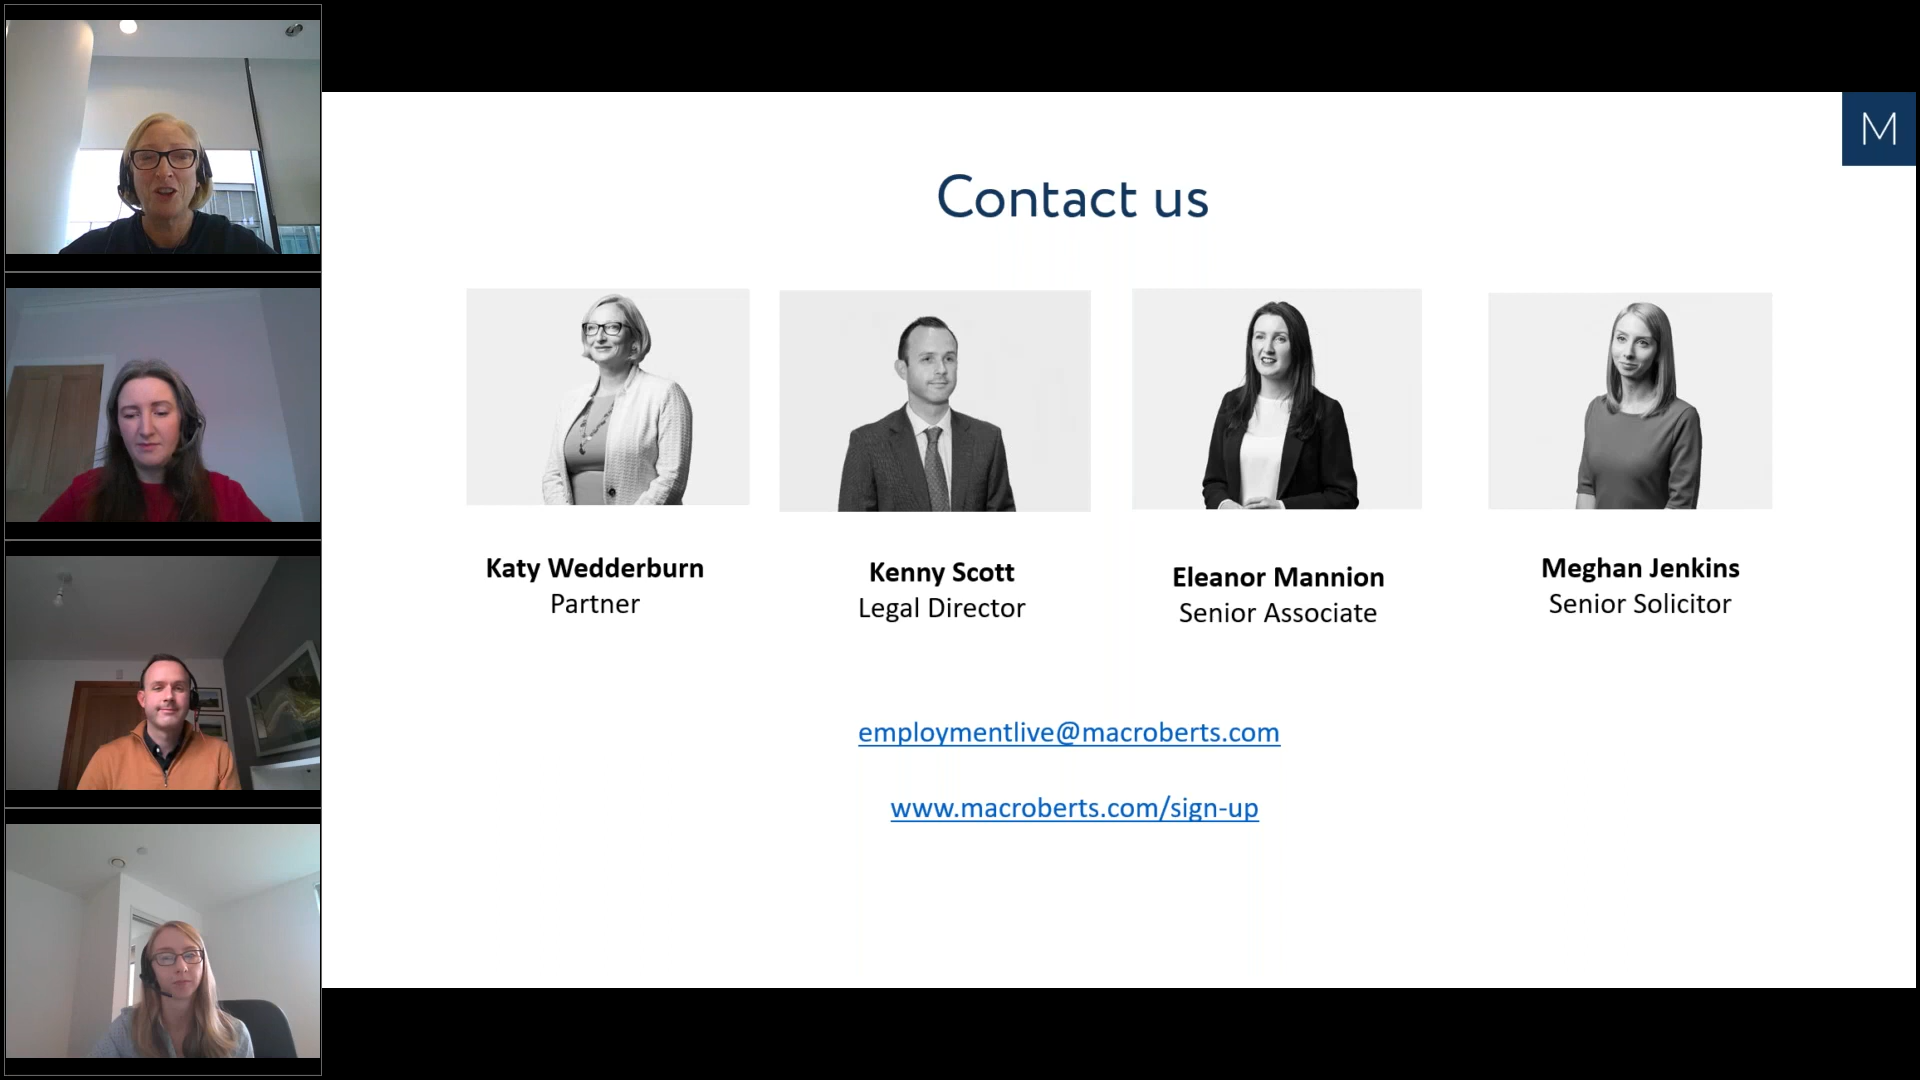 M
Contact us
Katy Wedderburn
Partner
Kenny Scott
Legal Director
Eleanor Mannion
Senior Associate
Meghan Jenkins
Senior Solicitor
employmentlive@macroberts.com
www.macroberts.com/sign-up